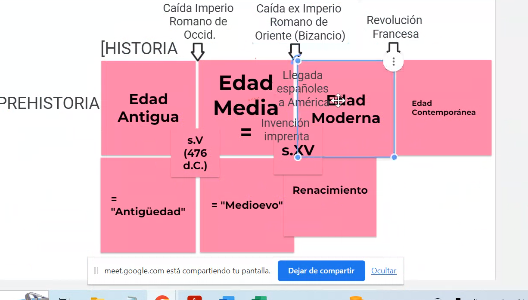 Caída Imperio
Romano de
Occid.
Caída ex Imperio
Romano de
Oriente (Bizancio)
Revolución
Francesa
[HISTORIA
PREHISTORIA
Edad
Antigua
Edad
Media
=
Llegada
españoles
a América
Invención
imprenta
Edad
Moderna
Edad
Contemporánea
s.V
(476
d.C.)
s.XV
=
"Antigüedad"
= "Medioevo"
Renacimiento
meet.google.com está compartiendo tu pantalla.
Dejar de compartir
Ocultar